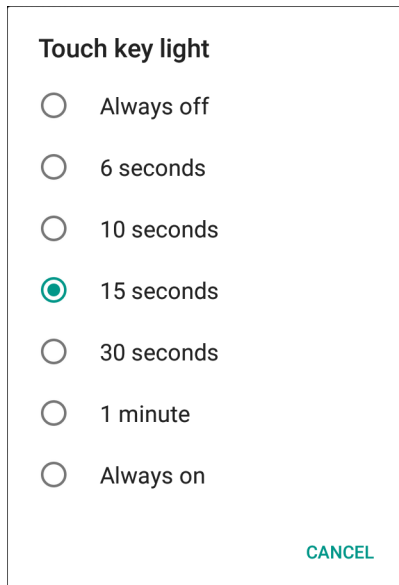 Touch key light
Always off
6 seconds
10 seconds
15 seconds
30 seconds
1 minute
Always on
CANCEL